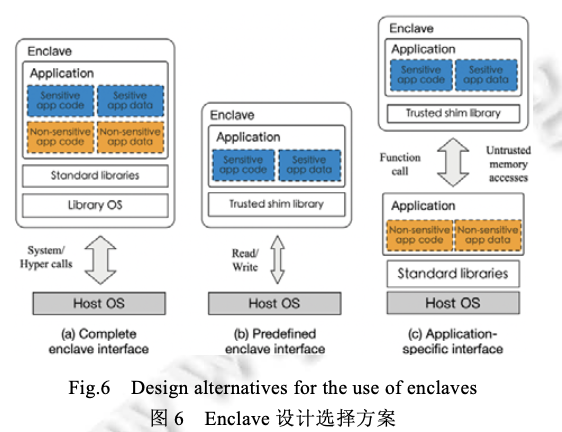 Enclave
Application
Sensitive
app code
Sesitive
app data
Non-sensitive
app code
Non-sensitive
app data
Standard libraries
Library OS
System/
Hyper calls
Host OS
(a) Complete
enclave interface
Enclave
Application
Sensitive
app code
Sesitive
app data
Trusted shim library
Read/
Write
Host OS
(b) Predefined
enclave interface
Enclave
Application
Sensitive
app code
Sesitive
app data
Trusted shim library
Function
call
Untrusted
memory
accesses
Application
Non-sensitive
app code
Non-sensitive
app data
Standard libraries
Host OS
(c) Application-
specific interface
Fig.6 Design alternatives for the use of enclaves
图 6 Enclave 设计选择方案